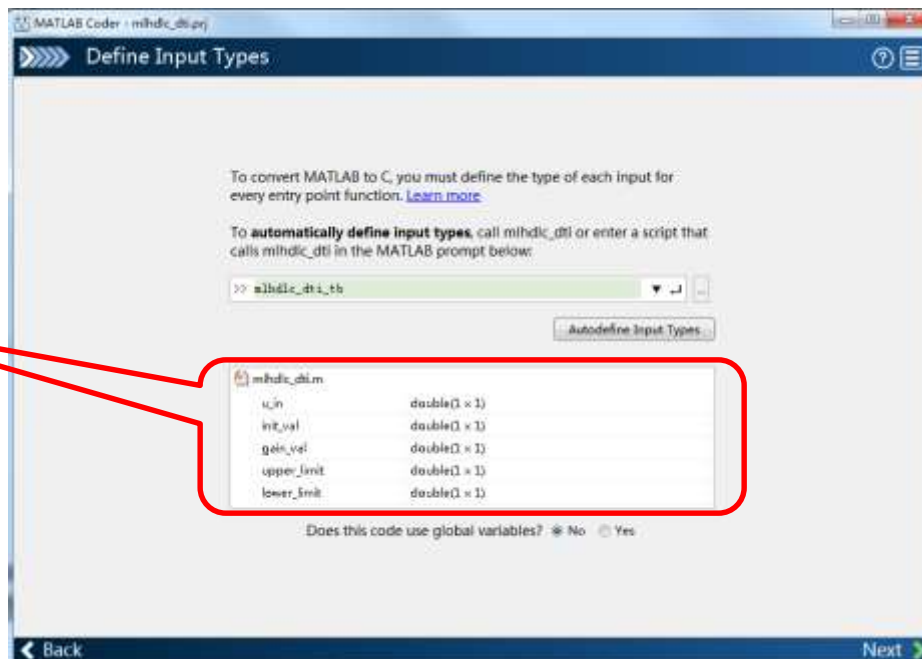 MATLAB Coder - mlhdlc_dti.prj
Define Input Types
To convert MATLAB to C, you must define the type of each input for
every entry point function. Learn more
To automatically define input types, call mlhdlc_dti or enter a script that
calls mlhdlc_dti in the MATLAB prompt below:
>> mlhdlc_dti_tb
...
Autodefine Input Types
mlhdlc_dti.m
u_in double(1 × 1)
init_val double(1 × 1)
gain_val double(1 × 1)
upper_limit double(1 × 1)
lower_limit double(1 × 1)
Does this code use global variables? No Yes
Back Next